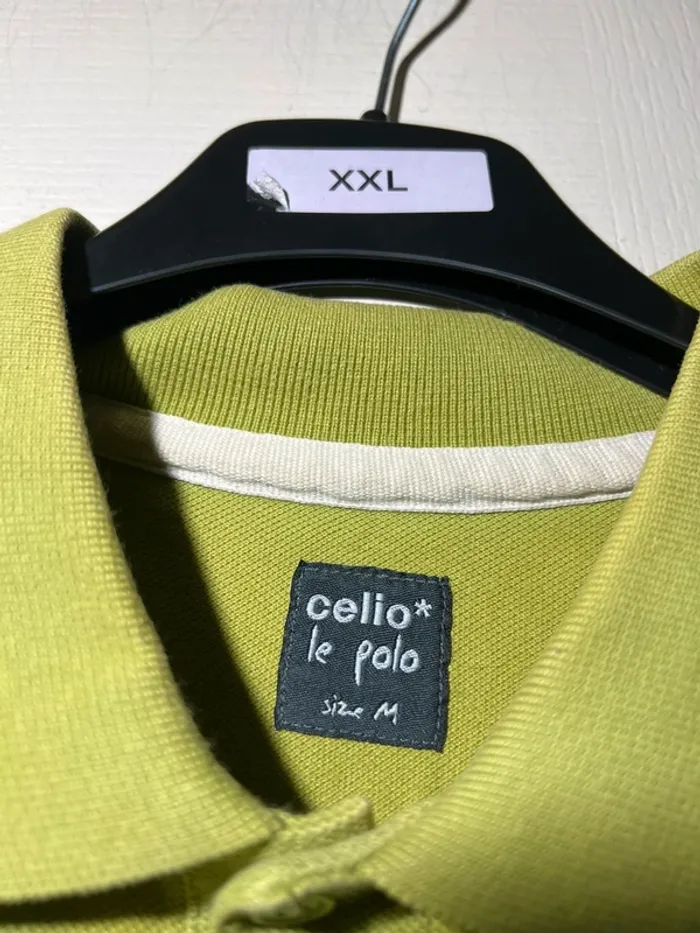 XXL
celio*
le polo
size M